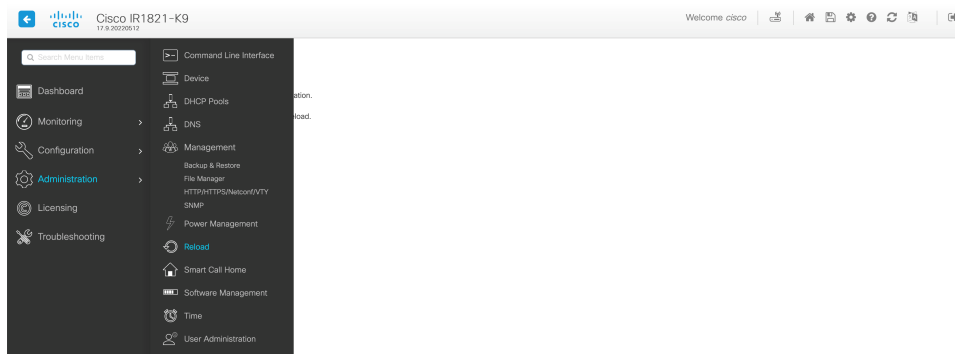 Cisco IR1821-K9
CISCO
17.9.20220512
Welcome cisco
Search Menu Items
Dashboard
Monitoring
Configuration
Administration
Licensing
Troubleshooting
Command Line Interface
Device
DHCP Pools
DNS
Management
Backup & Restore
File Manager
HTTP/HTTPS/Netconf/VTY
SNMP
Power Management
Reload
Smart Call Home
Software Management
Time
User Administration
ation.
load.